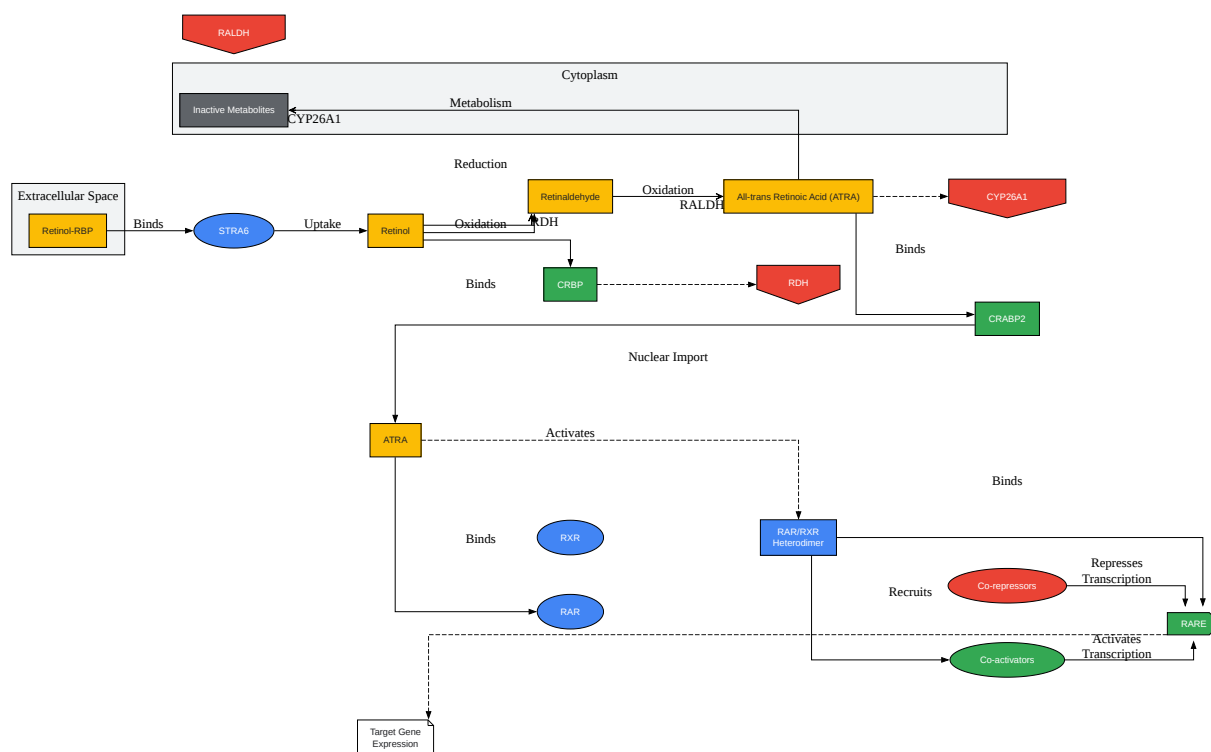 RALDH
Cytoplasm
Inactive Metabolites
Metabolism
CYP26A1
Reduction
Extracellular Space
Retinol-RBP
Binds
STRA6
Uptake
Retinol
Oxidation
RDH
Retinaldehyde
Oxidation
RALDH
All-trans Retinoic Acid (ATRA)
CYP26A1
Binds
Binds
CRBP
RDH
CRABP2
Nuclear Import
ATRA
Activates
Binds
RXR
RAR
RAR/RXR
Heterodimer
Binds
Recruits
Co-repressors
Represses
Transcription
RARE
Co-activators
Activates
Transcription
Target Gene
Expression